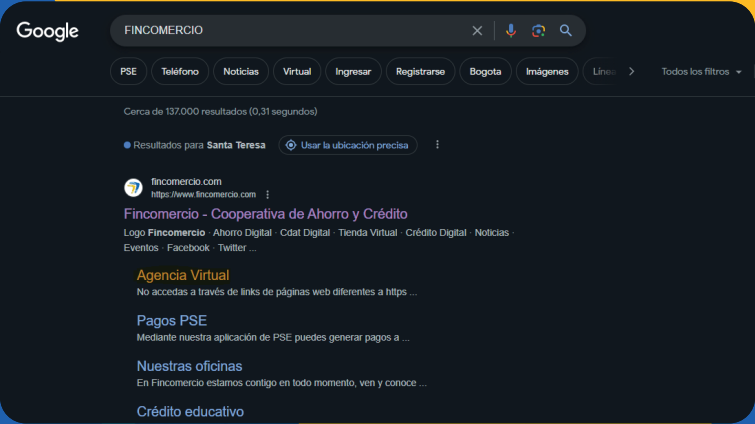 Google
FINCOMERCIO
PSE Teléfono Noticias Virtual Ingresar Registrarse Bogota Imágenes Línea Todos los filtros
Cerca de 137.000 resultados (0,31 segundos)
Resultados para Santa Teresa Usar la ubicación precisa
fincomercio.com
https://www.fincomercio.com
Fincomercio - Cooperativa de Ahorro y Crédito
Logo Fincomercio · Ahorro Digital · Cdat Digital · Tienda Virtual · Crédito Digital · Noticias ·
Eventos · Facebook · Twitter ...
Agencia Virtual
No accedas a través de links de páginas web diferentes a https ...
Pagos PSE
Mediante nuestra aplicación de PSE puedes generar pagos a ...
Nuestras oficinas
En Fincomercio estamos contigo en todo momento, ven y conoce ...
Crédito educativo